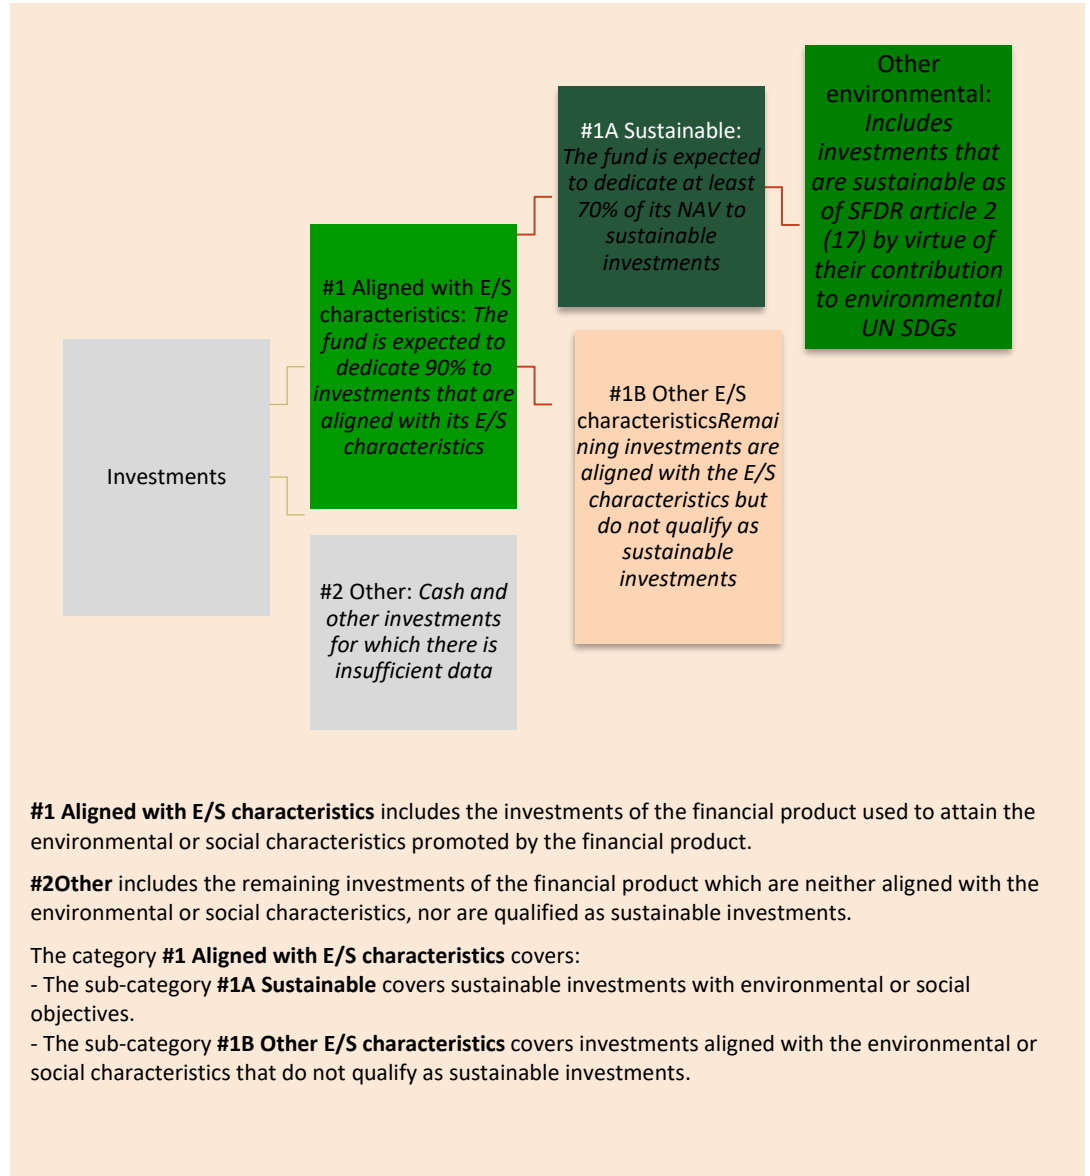 Investments
#1 Aligned with E/S
characteristics: The
fund is expected to
dedicate 90% to
investments that are
aligned with its E/S
characteristics
#2 Other: Cash and
other investments
for which there is
insufficient data
#1A Sustainable:
The fund is expected
to dedicate at least
70% of its NAV to
sustainable
investments
#1B Other E/S
characteristicsRemai
ning investments are
aligned with the E/S
characteristics but
do not qualify as
sustainable
investments
Other
environmental:
Includes
investments that
are sustainable as
of SFDR article 2
(17) by virtue of
their contribution
to environmental
UN SDGs
#1 Aligned with E/S characteristics includes the investments of the financial product used to attain the
environmental or social characteristics promoted by the financial product.
#2Other includes the remaining investments of the financial product which are neither aligned with the
environmental or social characteristics, nor are qualified as sustainable investments.
The category #1 Aligned with E/S characteristics covers:
- The sub-category #1A Sustainable covers sustainable investments with environmental or social
objectives.
- The sub-category #1B Other E/S characteristics covers investments aligned with the environmental or
social characteristics that do not qualify as sustainable investments.